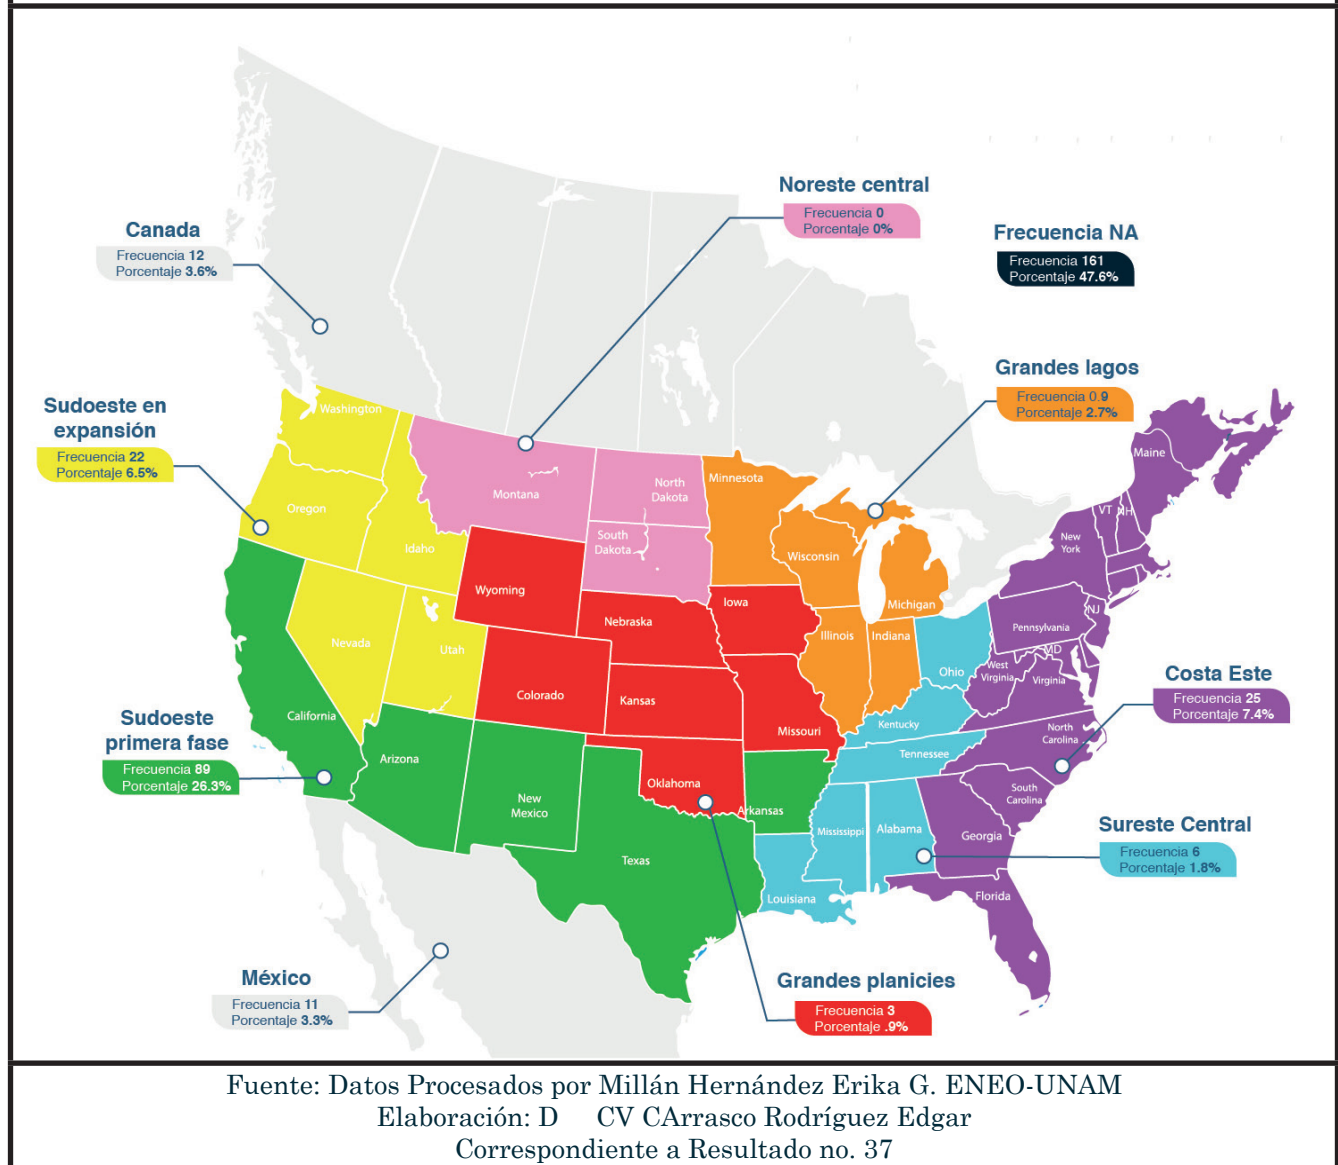 Noreste central
Frecuencia 0
Porcentaje 0%
Canada
Frecuencia 12
Porcentaje 3.6%
Frecuencia NA
Frecuencia 161
Porcentaje 47.6%
Grandes lagos
Frecuencia 0.9
Porcentaje 2.7%
Sudoeste en
expansión
Frecuencia 22
Porcentaje 6.5%
Washington
Oregon
Idaho
Nevada
Utah
Montana
North
Dakota
South
Dakota
Minnesota
Wisconsin
Michigan
Illinois
Indiana
Wyoming
Nebraska
Iowa
Colorado
Kansas
Missouri
Oklahoma
Maine
VT
NH
New
York
Pennsylvania
NJ
MD
West
Virginia
Virginia
North
Carolina
South
Carolina
Georgia
Florida
Ohio
Kentucky
Tennessee
Mississippi
Alabama
Louisiana
California
Arizona
New
Mexico
Texas
Arkansas
Costa Este
Frecuencia 25
Porcentaje 7.4%
Sudoeste
primera fase
Frecuencia 89
Porcentaje 26.3%
Sureste Central
Frecuencia 6
Porcentaje 1.8%
México
Frecuencia 11
Porcentaje 3.3%
Grandes planicies
Frecuencia 3
Porcentaje .9%
Fuente: Datos Procesados por Millán Hernández Erika G. ENEO-UNAM
Elaboración: D CV CArrasco Rodríguez Edgar
Correspondiente a Resultado no. 37